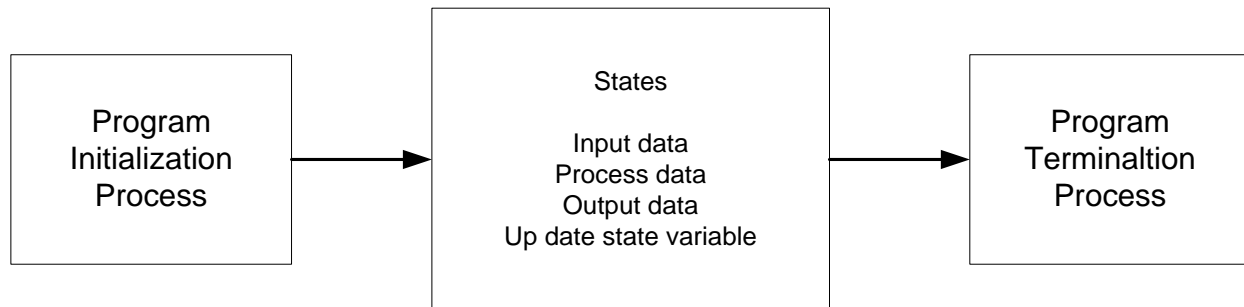 Program
Initialization
Process
States
Input data
Process data
Output data
Up date state variable
Program
Terminaltion
Process